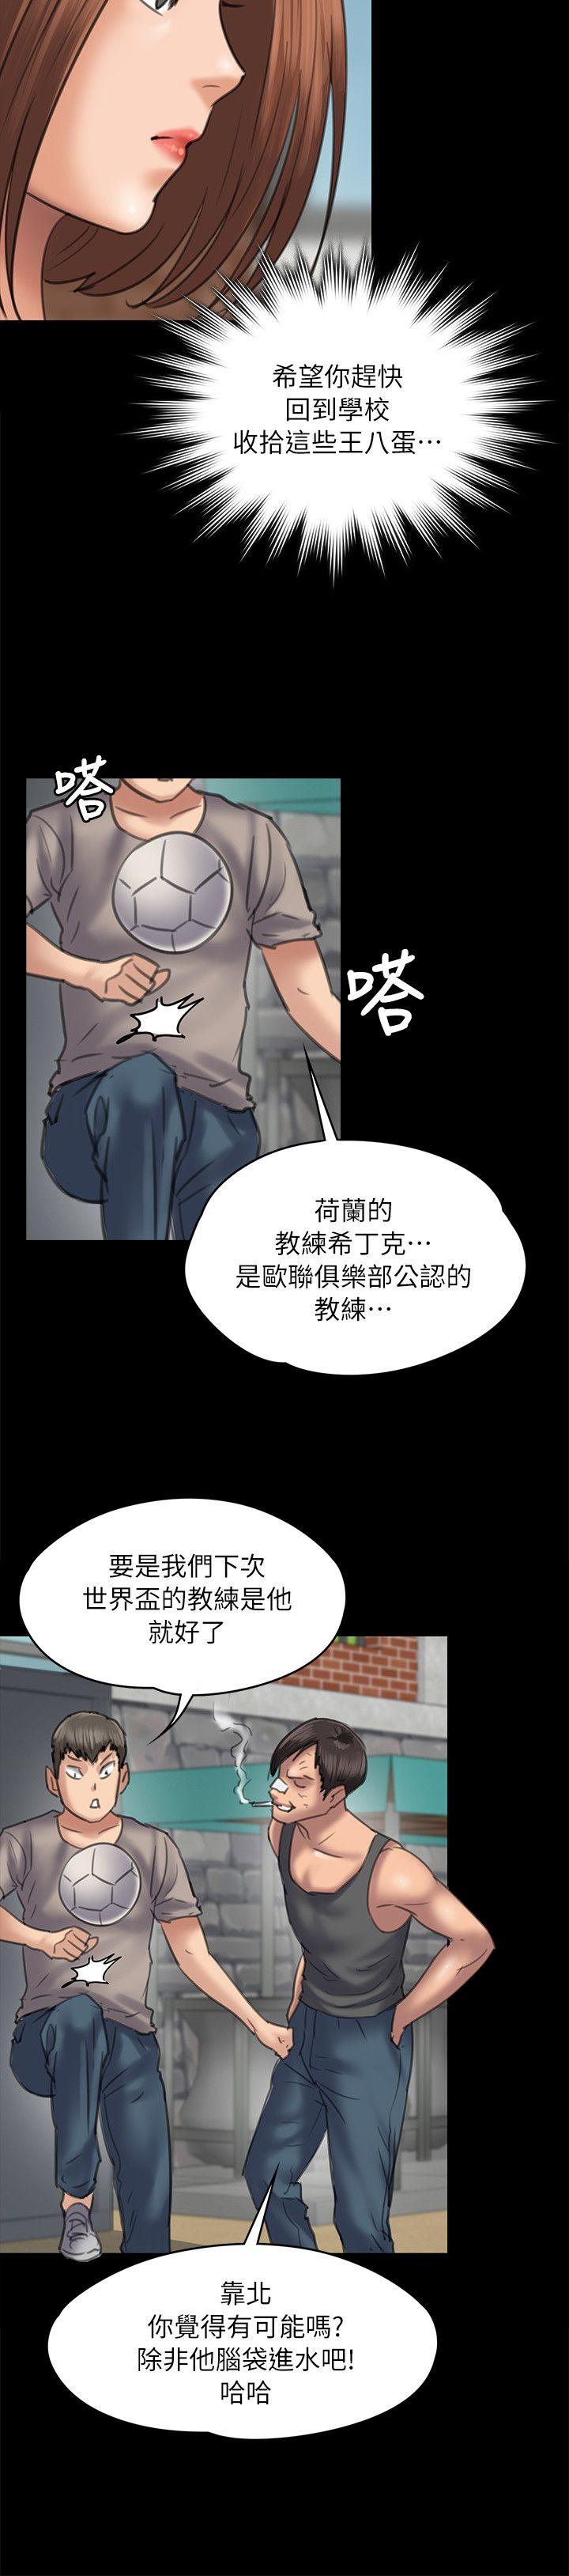 希望你趕快
回到學校
收拾這些王八蛋⋯
嗒
嗒
荷蘭的
教練希丁克⋯
是歐聯俱樂部公認的
教練⋯
要是我們下次
世界盃的教練是他
就好了
靠北
你覺得有可能嗎?
除非他腦袋進水吧!
哈哈